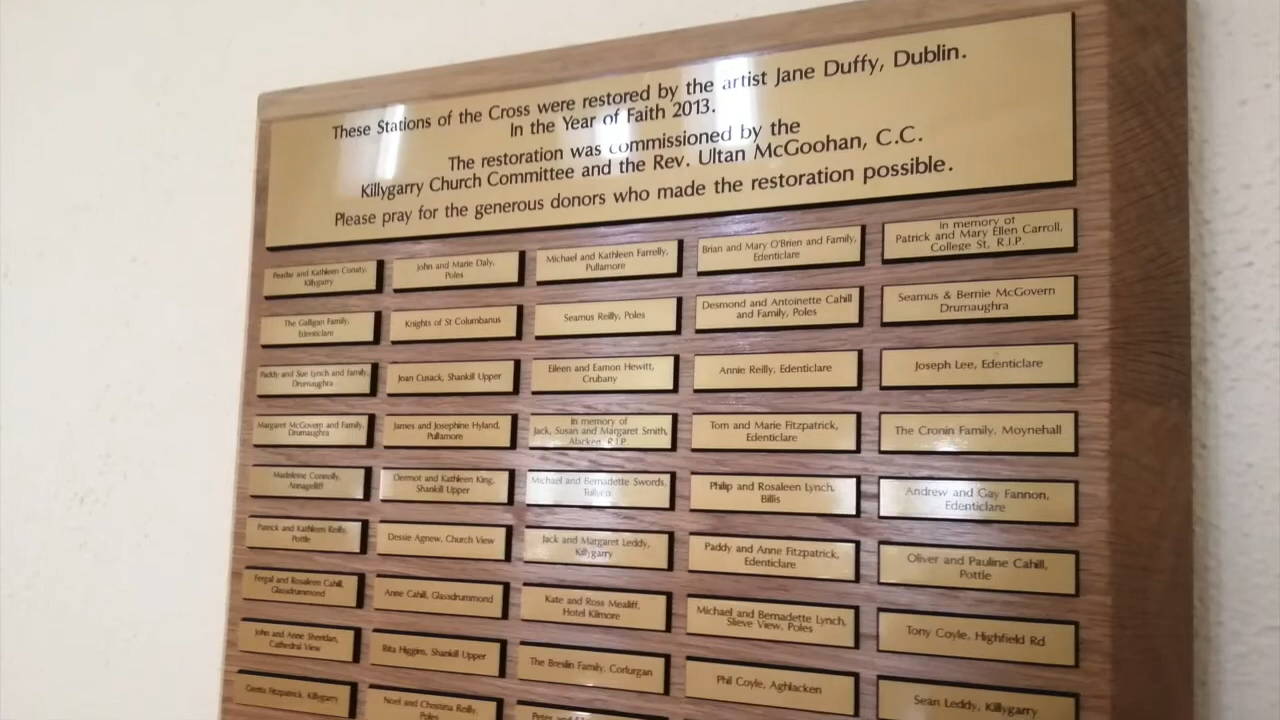 These Stations of the Cross were restored by the artist Jane Duffy, Dublin.
In the Year of Faith 2013.
The restoration was commissioned by the
Killygarry Church Committee and the Rev. Ultan McGoohan, C.C.
Please pray for the generous donors who made the restoration possible.
Peadar and Kathleen Conaty,
Killygarry
John and Marie Daly,
Poles
Michael and Kathleen Farrelly,
Pullamore
Brian and Mary O'Brien and Family,
Edenticlare
In memory of
Patrick and Mary Ellen Carroll,
College St, R.I.P.
The Galligan Family,
Edenticlare
Knights of St Columbanus
Seamus Reilly, Poles
Desmond and Antoinette Cahill
and Family, Poles
Seamus & Bernie McGovern
Drumaughra
Paddy and Sue Lynch and Family,
Drumaughra
Joan Cusack, Shankill Upper
Eileen and Eamon Hewitt,
Crubany
Annie Reilly, Edenticlare
Joseph Lee, Edenticlare
Margaret McGovern and Family,
Drumaughra
James and Josephine Hyland,
Pullamore
In memory of
Jack, Susan and Margaret Smith,
R.I.P.
Tom and Marie Fitzpatrick,
Edenticlare
The Cronin Family, Moynehall
Madeleine Connolly,
Annagelliff
Dermot and Kathleen King,
Shankill Upper
Michael and Bernadette Swords,
Tullyco
Philip and Rosaleen Lynch,
Billis
Andrew and Gay Fannon,
Edenticlare
Patrick and Kathleen Reilly,
Pottle
Dessie Agnew, Church View
Jack and Margaret Leddy,
Killygarry
Paddy and Anne Fitzpatrick,
Edenticlare
Oliver and Pauline Cahill,
Pottle
Fergal and Rosaleen Cahill,
Glassdrummond
Anne Cahill, Glassdrummond
Kate and Ross Mealiff,
Hotel Kilmore
Michael and Bernadette Lynch,
Slieve View, Poles
Tony Coyle, Highfield Rd
John and Anne Sheridan,
Cathedral View
Rita Higgins, Shankill Upper
The Breslin Family, Corlurgan
Phil Coyle, Aghlacken
Sean Leddy, Killygarry
Fitzpatrick, Killygarry
Noel and Christina Reilly,
Poles
Peter and